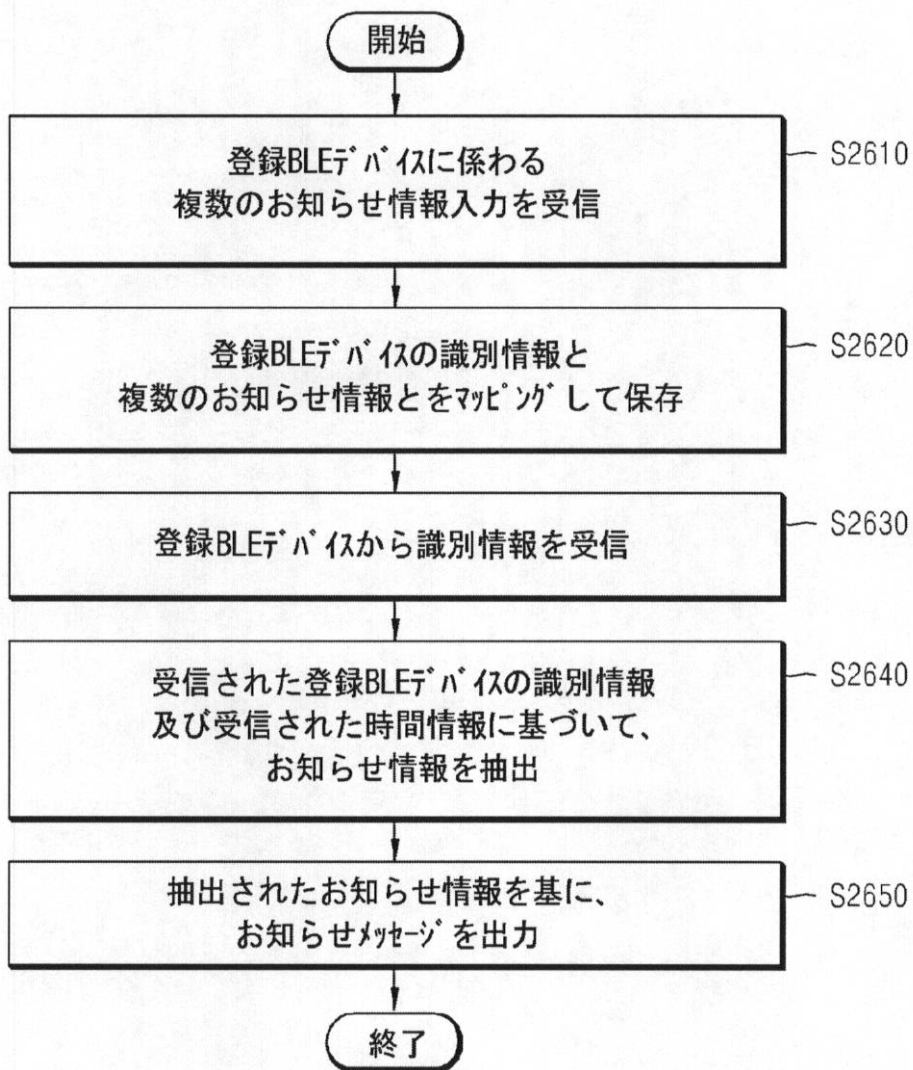 開始
登録BLEﾃﾞﾊﾞｲｽに係わる
複数のお知らせ情報入力を受信
S2610
登録BLEﾃﾞﾊﾞｲｽの識別情報と
複数のお知らせ情報とをﾏｯﾋﾟﾝｸﾞして保存
S2620
登録BLEﾃﾞﾊﾞｲｽから識別情報を受信
S2630
受信された登録BLEﾃﾞﾊﾞｲｽの識別情報
及び受信された時間情報に基づいて、
お知らせ情報を抽出
S2640
抽出されたお知らせ情報を基に、
お知らせﾒｯｾｰｼﾞを出力
S2650
終了